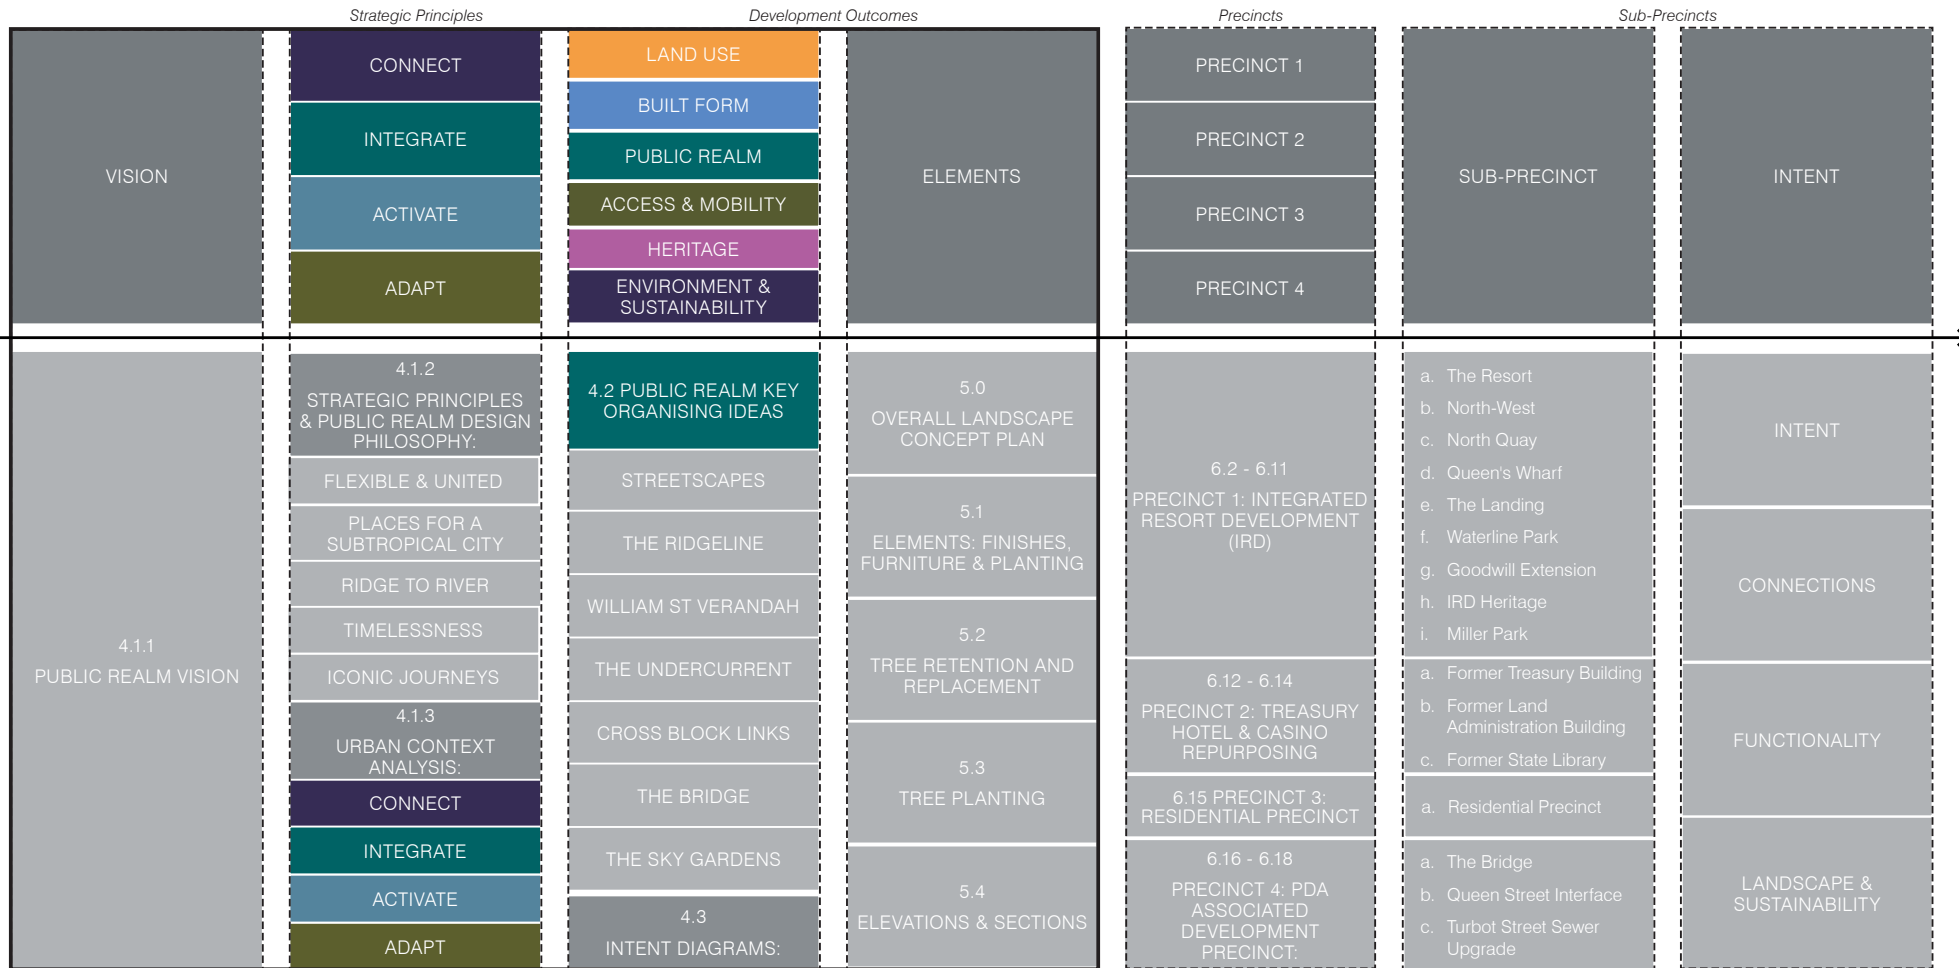 Strategic Principles
Development Outcomes
Precincts
Sub-Precincts
VISION
CONNECT
INTEGRATE
ACTIVATE
ADAPT
LAND USE
BUILT FORM
PUBLIC REALM
ACCESS & MOBILITY
HERITAGE
ENVIRONMENT &
SUSTAINABILITY
ELEMENTS
PRECINCT 1
PRECINCT 2
PRECINCT 3
PRECINCT 4
SUB-PRECINCT
INTENT
4.1.1
PUBLIC REALM VISION
4.1.2
STRATEGIC PRINCIPLES
& PUBLIC REALM DESIGN
PHILOSOPHY:
FLEXIBLE & UNITED
PLACES FOR A
SUBTROPICAL CITY
RIDGE TO RIVER
TIMELESSNESS
ICONIC JOURNEYS
4.1.3
URBAN CONTEXT
ANALYSIS:
CONNECT
INTEGRATE
ACTIVATE
ADAPT
4.2 PUBLIC REALM KEY
ORGANISING IDEAS
STREETSCAPES
THE RIDGELINE
WILLIAM ST VERANDAH
THE UNDERCURRENT
CROSS BLOCK LINKS
THE BRIDGE
THE SKY GARDENS
4.3
INTENT DIAGRAMS:
5.0
OVERALL LANDSCAPE
CONCEPT PLAN
5.1
ELEMENTS: FINISHES,
FURNITURE & PLANTING
5.2
TREE RETENTION AND
REPLACEMENT
5.3
TREE PLANTING
5.4
ELEVATIONS & SECTIONS
6.2 - 6.11
PRECINCT 1: INTEGRATED
RESORT DEVELOPMENT
(IRD)
6.12 - 6.14
PRECINCT 2: TREASURY
HOTEL & CASINO
REPURPOSING
6.15 PRECINCT 3:
RESIDENTIAL PRECINCT
6.16 - 6.18
PRECINCT 4: PDA
ASSOCIATED
DEVELOPMENT
PRECINCT:
a. The Resort
b. North-West
c. North Quay
d. Queen's Wharf
e. The Landing
f. Waterline Park
g. Goodwill Extension
h. IRD Heritage
i. Miller Park
a. Former Treasury Building
b. Former Land
Administration Building
c. Former State Library
a. Residential Precinct
a. The Bridge
b. Queen Street Interface
c. Turbot Street Sewer
Upgrade
INTENT
CONNECTIONS
FUNCTIONALITY
LANDSCAPE &
SUSTAINABILITY